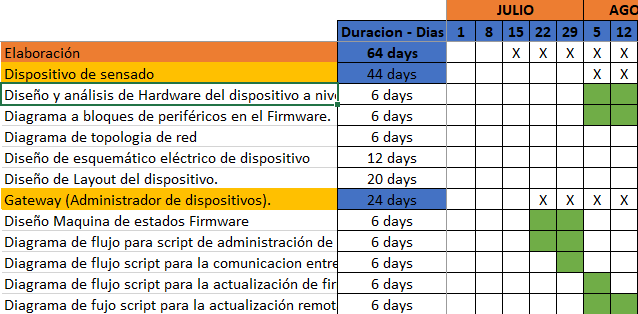 JULIO AGO
Duracion - Dias 1 8 15 22 29 5 12
Elaboración 64 days X X X X X
Dispositivo de sensado 44 days X X
Diseño y análisis de Hardware del dispositivo a nive 6 days
Diagrama a bloques de periféricos en el Firmware. 6 days
Diagrama de topologia de red 6 days
Diseño de esquemático eléctrico de dispositivo 12 days
Diseño de Layout del dispositivo. 20 days
Gateway (Administrador de dispositivos). 24 days X X X X
Diseño Maquina de estados Firmware 6 days
Diagrama de flujo para script de administración de 6 days
Diagrama de flujo script para la comunicacion entre 6 days
Diagrama de flujo script para la actualización de fir 6 days
Diagrama de fujo script para la actualización remot 6 days